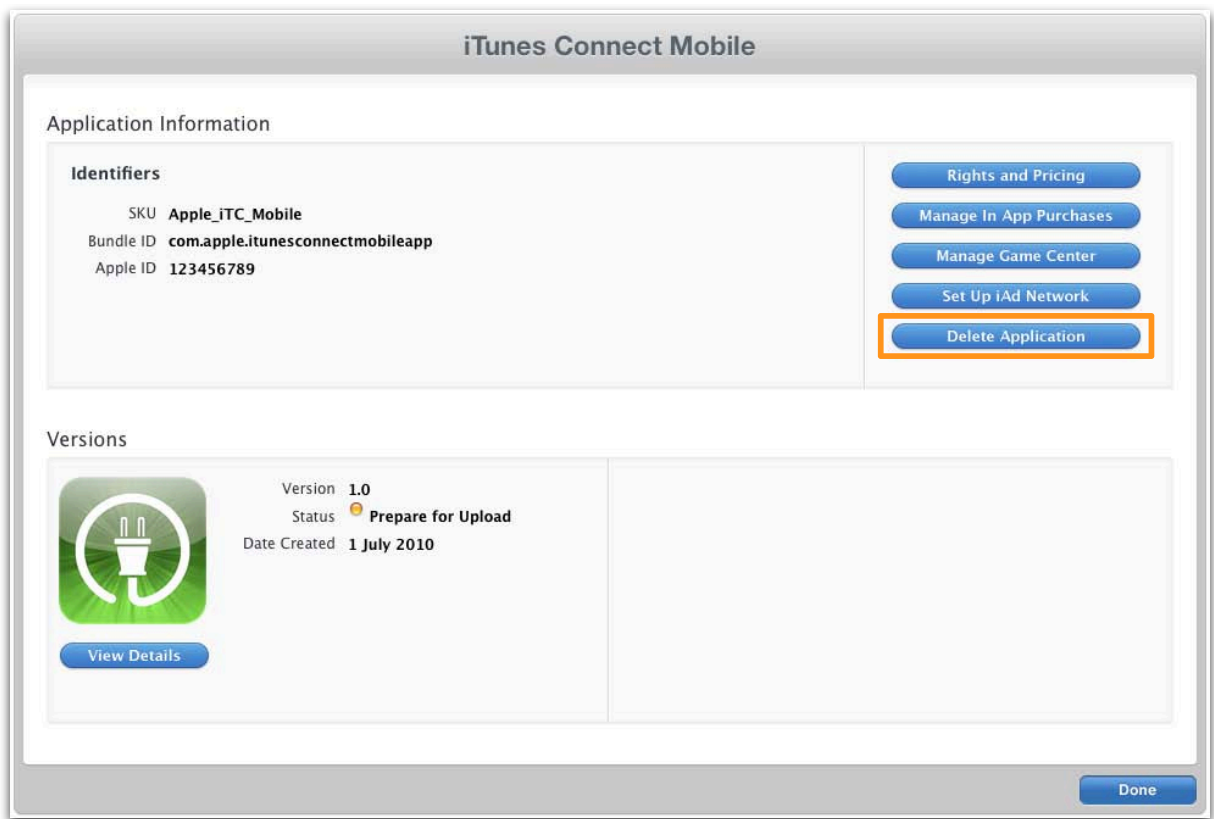 iTunes Connect Mobile
Application Information
Identifiers
SKU Apple_iTC_Mobile
Bundle ID com.apple.itunesconnectmobileapp
Apple ID 123456789
Rights and Pricing
Manage In App Purchases
Manage Game Center
Set Up iAd Network
Delete Application
Versions
Version 1.0
Status Prepare for Upload
Date Created 1 July 2010
View Details
Done